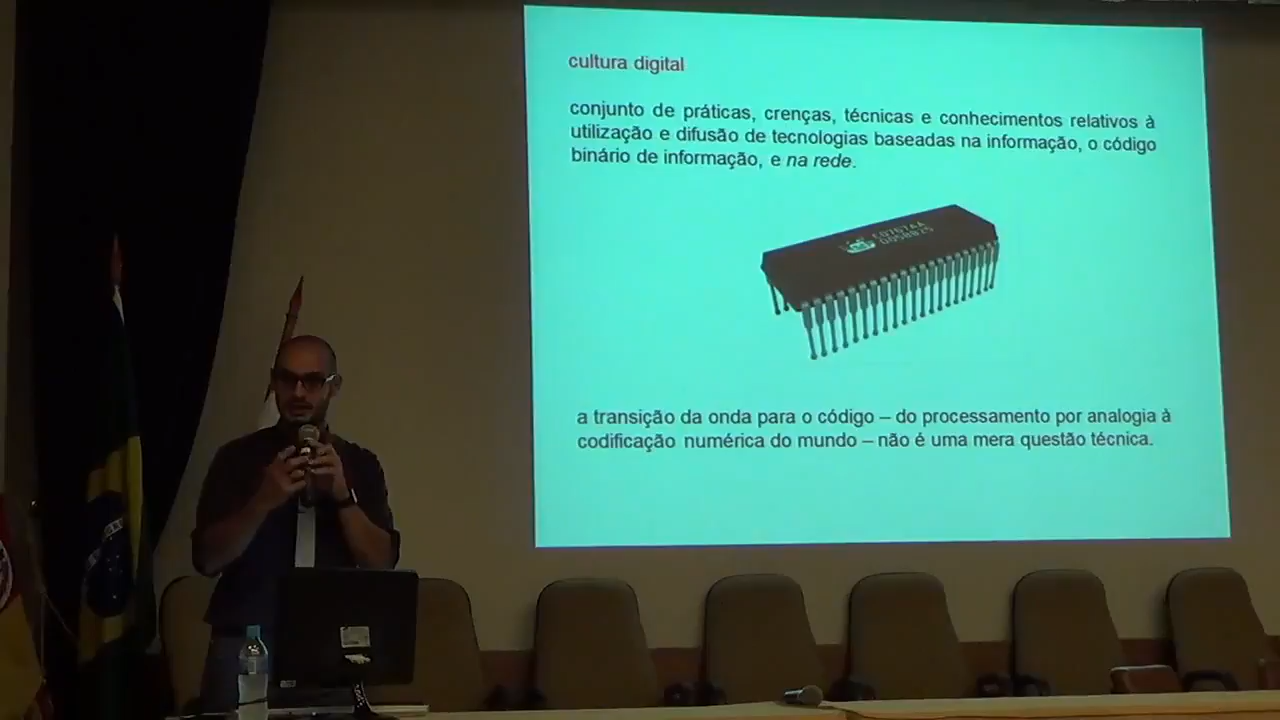 cultura digital
conjunto de práticas, crenças, técnicas e conhecimentos relativos à
utilização e difusão de tecnologias baseadas na informação, o código
binário de informação, e na rede.
a transição da onda para o código – do processamento por analogia à
codificação numérica do mundo – não é uma mera questão técnica.